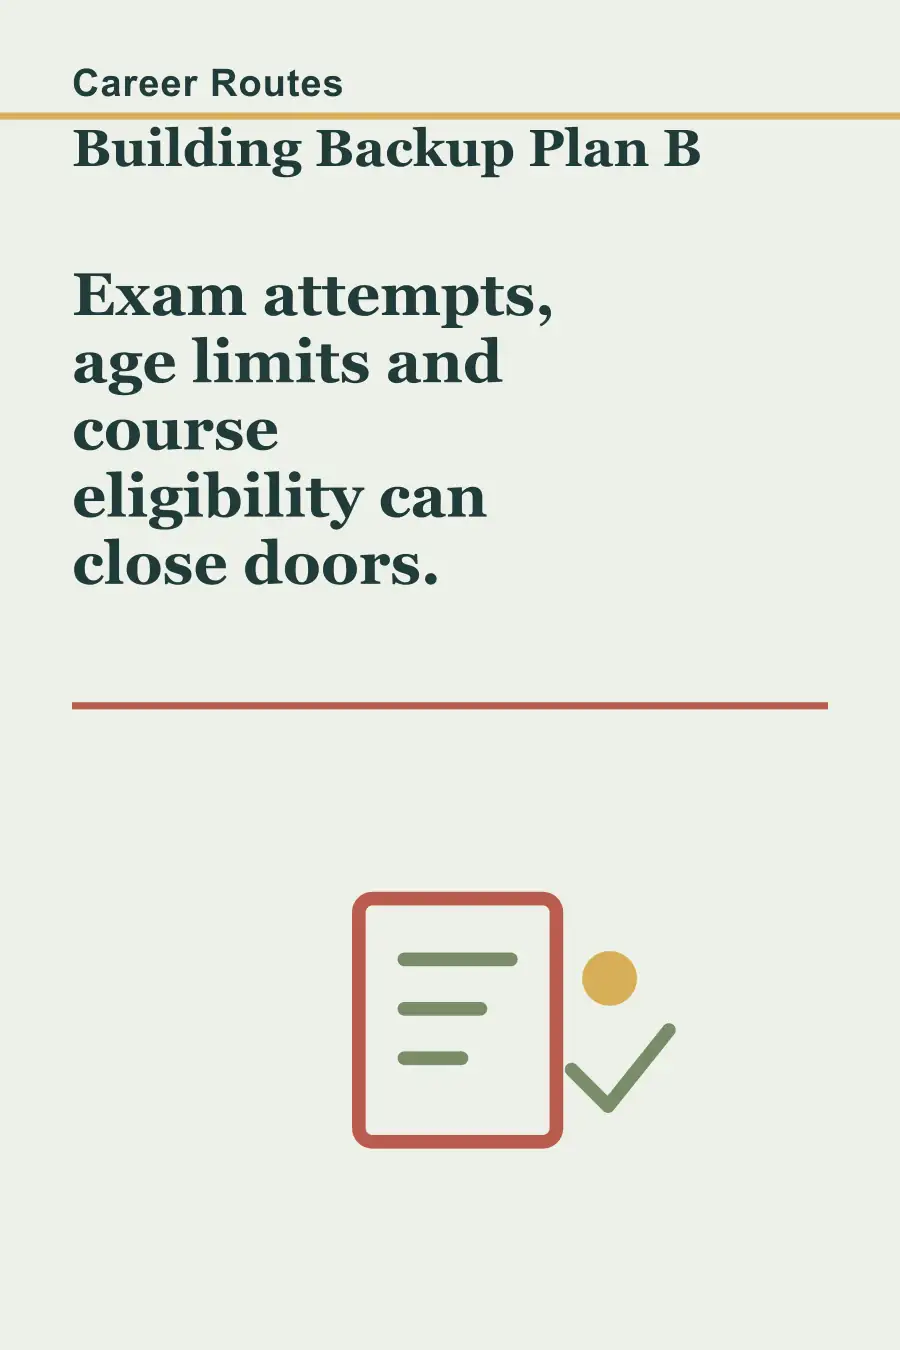 Career Routes
Building Backup Plan B
Exam attempts,
age limits and
course
eligibility can
close doors.